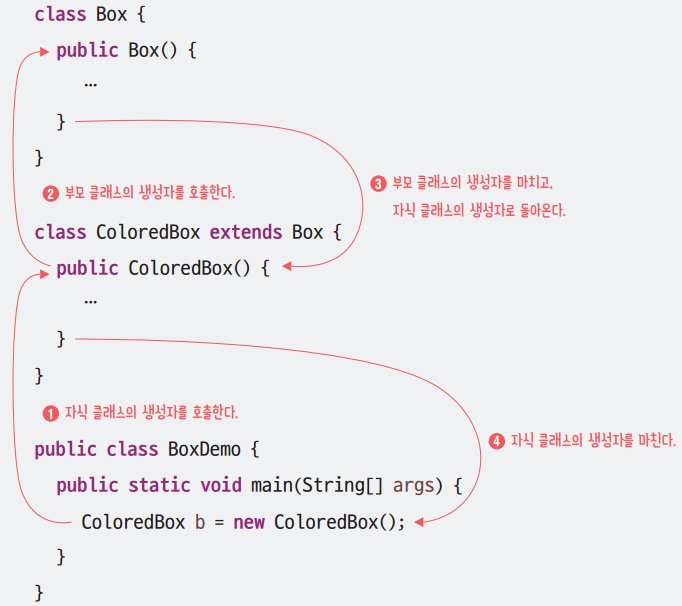 class Box {
public Box() {
…
}
}
❷ 부모 클래스의 생성자를 호출한다.
❸ 부모 클래스의 생성자를 마치고,
자식 클래스의 생성자로 돌아온다.
class ColoredBox extends Box {
public ColoredBox() {
…
}
}
❶ 자식 클래스의 생성자를 호출한다.
❹ 자식 클래스의 생성자를 마친다.
public class BoxDemo {
public static void main(String[] args) {
ColoredBox b = new ColoredBox();
}
}